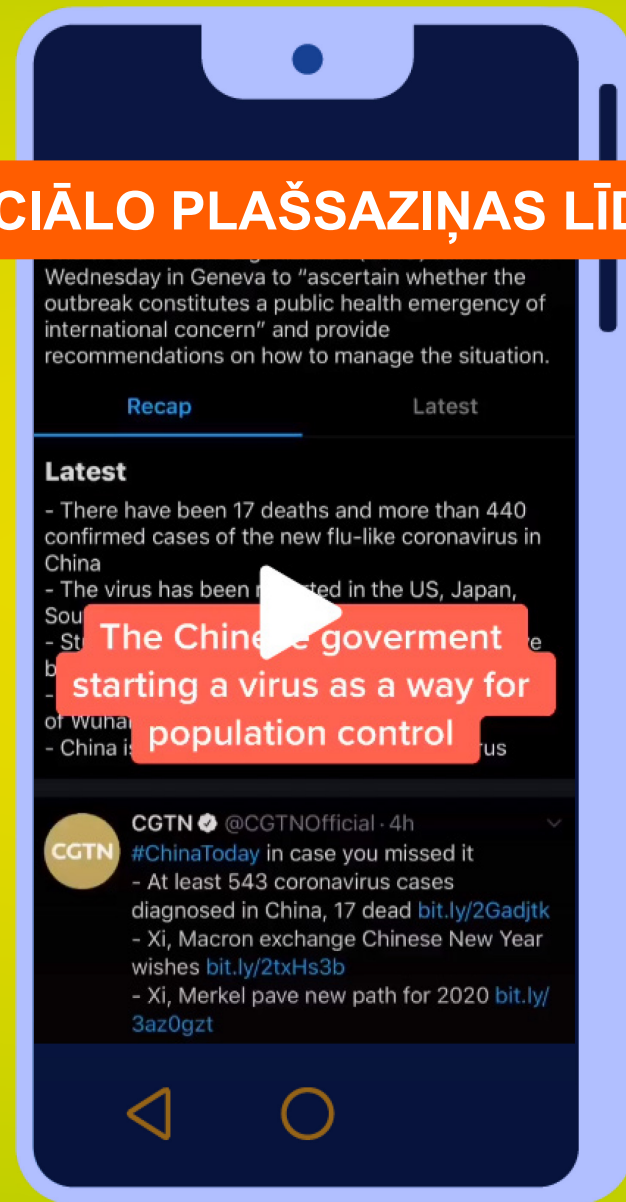 CIĀLO PLAŠSAZIŅAS LĪD
Wednesday in Geneva to “ascertain whether the
outbreak constitutes a public health emergency of
international concern” and provide
recommendations on how to manage the situation.
Recap Latest
Latest
- There have been 17 deaths and more than 440
confirmed cases of the new flu-like coronavirus in
China
- The virus has been in the US, Japan,
The goverment
starting a virus as a way for
population control
- China
CGTN
CGTN @CGTNOfficial · 4h
#ChinaToday in case you missed it
- At least 543 coronavirus cases
diagnosed in China, 17 dead bit.ly/2Gadjtk
- Xi, Macron exchange Chinese New Year
wishes bit.ly/2txHs3b
- Xi, Merkel pave new path for 2020 bit.ly/
3az0gzt